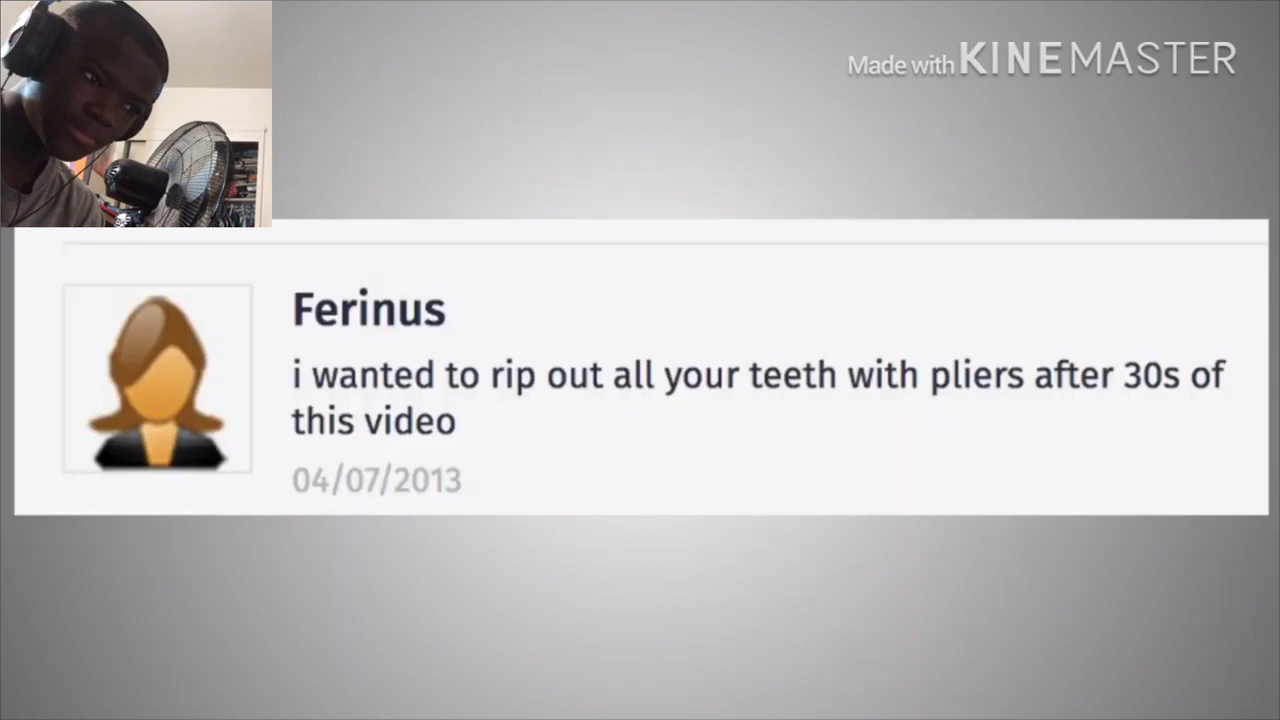 Made with KINEMASTER
Ferinus
i wanted to rip out all your teeth with pliers after 30s of
this video
04/07/2013